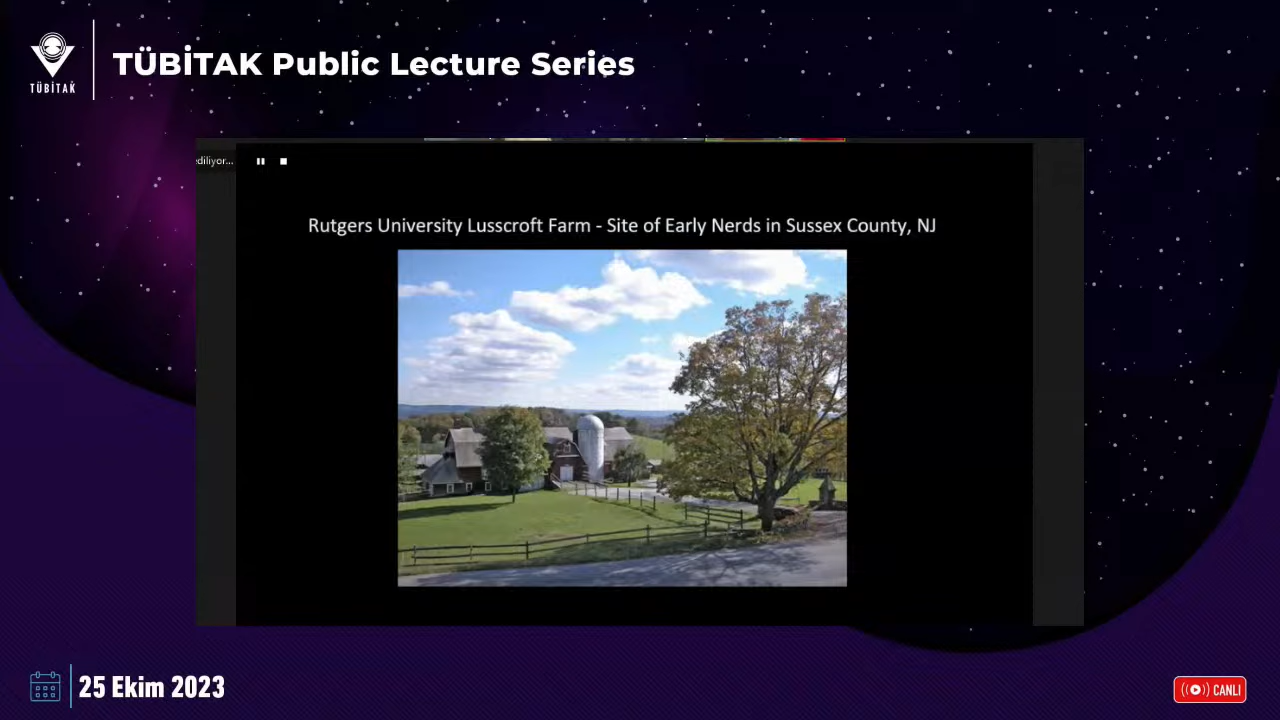 TÜBİTAK
TÜBİTAK Public Lecture Series
ediliyor...
Rutgers University Lusscroft Farm - Site of Early Nerds in Sussex County, NJ
25 Ekim 2023
CANLI